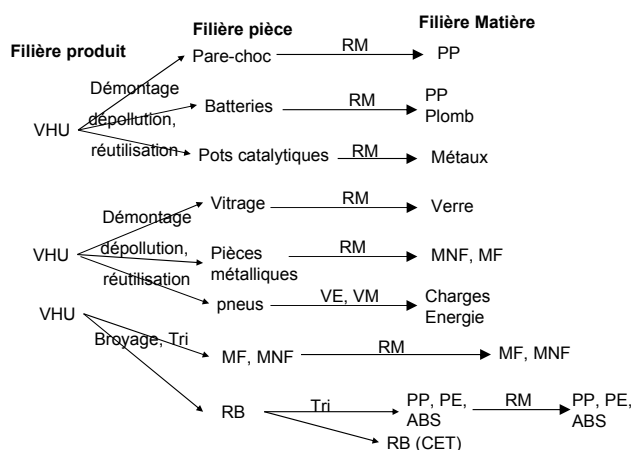 Filière produit
Filière pièce
Filière Matière
Pare-choc
RM
PP
Démontage
dépollution,
réutilisation
VHU
Batteries
RM
PP
Plomb
Pots catalytiques
RM
Métaux
Vitrage
RM
Verre
Démontage
dépollution,
réutilisation
VHU
Pièces
métalliques
RM
MNF, MF
pneus
VE, VM
Charges
Energie
VHU
Broyage, Tri
MF, MNF
RM
MF, MNF
RB
Tri
PP, PE,
ABS
RM
PP, PE,
ABS
RB (CET)